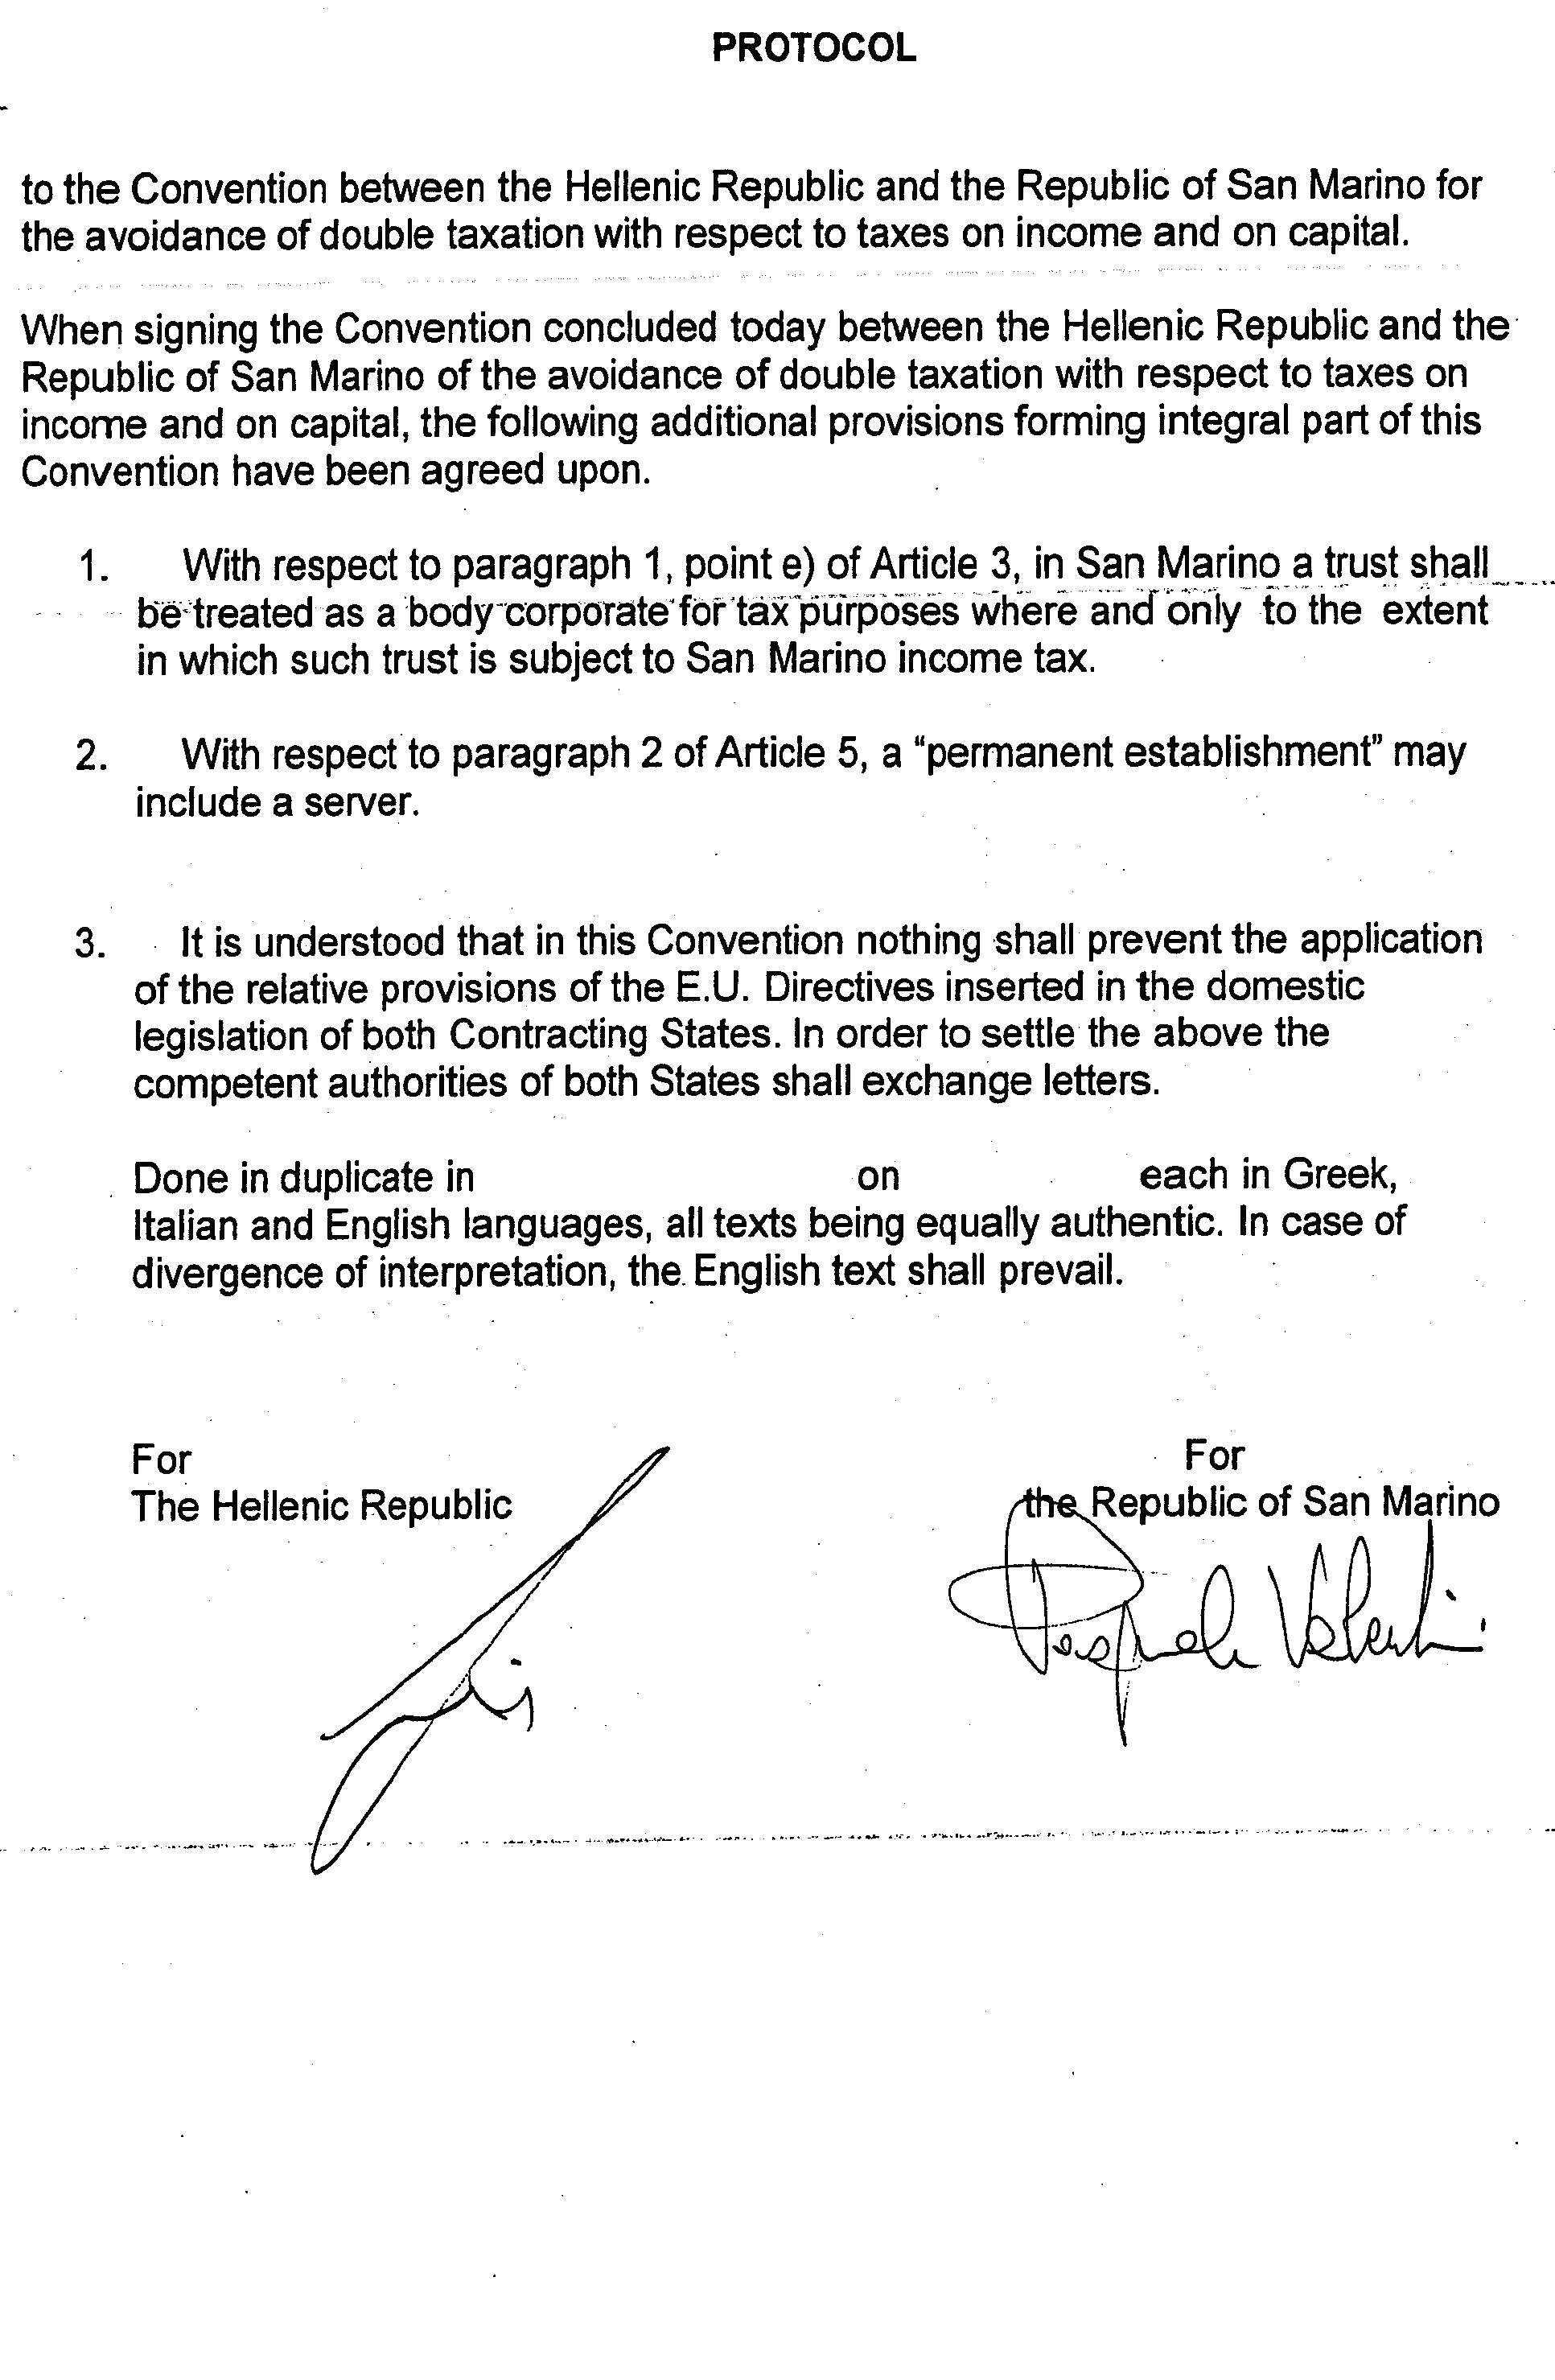 PROTOCOL
to the Convention between the Hellenic Republic and the Republic of San Marino for
the avoidance of double taxation with respect to taxes on income and on capital.
When signing the Convention concluded today between the Hellenic Republic and the
Republic of San Marino of the avoidance of double taxation with respect to taxes on
income and on capital, the following additional provisions forming integral part of this
Convention have been agreed upon.
1. With respect to paragraph 1, point e) of Article 3, in San Marino a trust shall
be treated as a body corporate for tax purposes where and only to the extent
in which such trust is subject to San Marino income tax.
2. With respect to paragraph 2 of Article 5, a “permanent establishment” may
include a server.
3. It is understood that in this Convention nothing shall prevent the application
of the relative provisions of the E.U. Directives inserted in the domestic
legislation of both Contracting States. In order to settle the above the
competent authorities of both States shall exchange letters.
Done in duplicate in on each in Greek,
Italian and English languages, all texts being equally authentic. In case of
divergence of interpretation, the English text shall prevail.
For
The Hellenic Republic
For
the Republic of San Marino
Pasquale Valentini